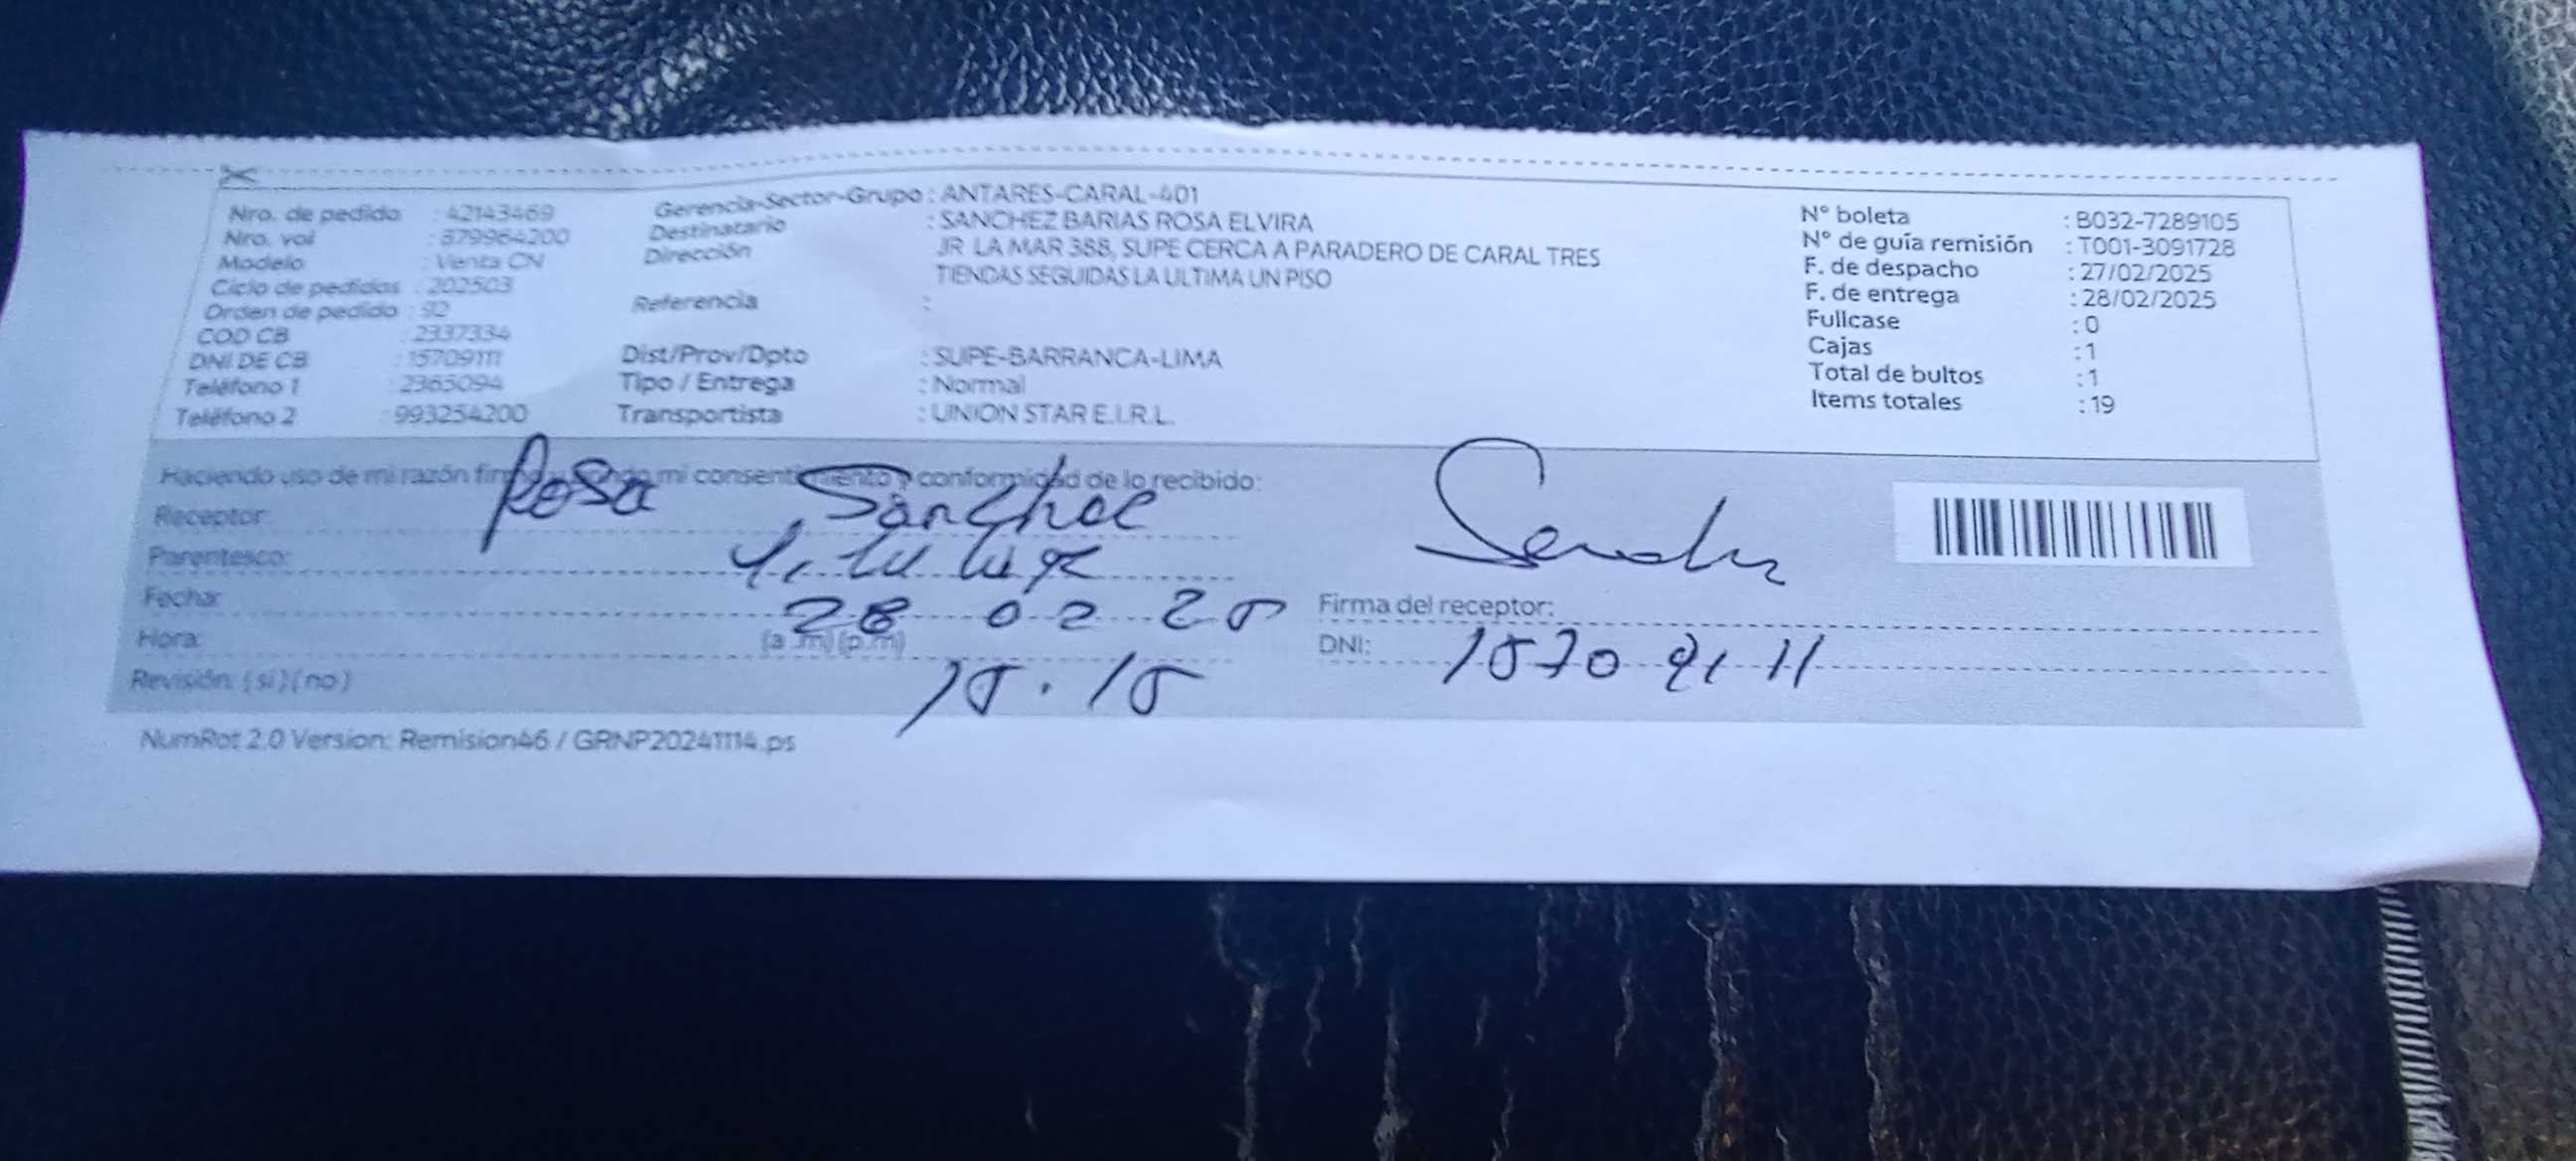 Nro. de pedido : 42143469
Nro. vol : 879964200
Modelo : Venta CN
Ciclo de pedidos : 202503
Orden de pedido : 92
COD CB : 2337334
DNI DE CB : 15709111
Teléfono 1 : 2365094
Teléfono 2 : 993254200
Gerencia-Sector-Grupo : ANTARES-CARAL-401
Destinatario : SANCHEZ BARIAS ROSA ELVIRA
Dirección JR LA MAR 388, SUPE CERCA A PARADERO DE CARAL TRES
TIENDAS SEGUIDAS LA ULTIMA UN PISO
Referencia :
Dist/Prov/Dpto : SUPE-BARRANCA-LIMA
Tipo / Entrega : Normal
Transportista : UNION STAR E.I.R.L.
N° boleta : B032-7289105
N° de guía remisión : T001-3091728
F. de despacho : 27/02/2025
F. de entrega : 28/02/2025
Fullcase : 0
Cajas : 1
Total de bultos : 1
Items totales : 19
Haciendo uso de mi razón mi consentimiento y conformidad de lo recibido:
Receptor: Rosa Sanchec
Parentesco:
Fecha: 28 02 25
Hora: (a.m) (p.m)
15.15
Revisión: (si) (no)
Firma del receptor:
DNI: 15709111
NumRot 2.0 Version: Remision46 / GRNP20241114.ps